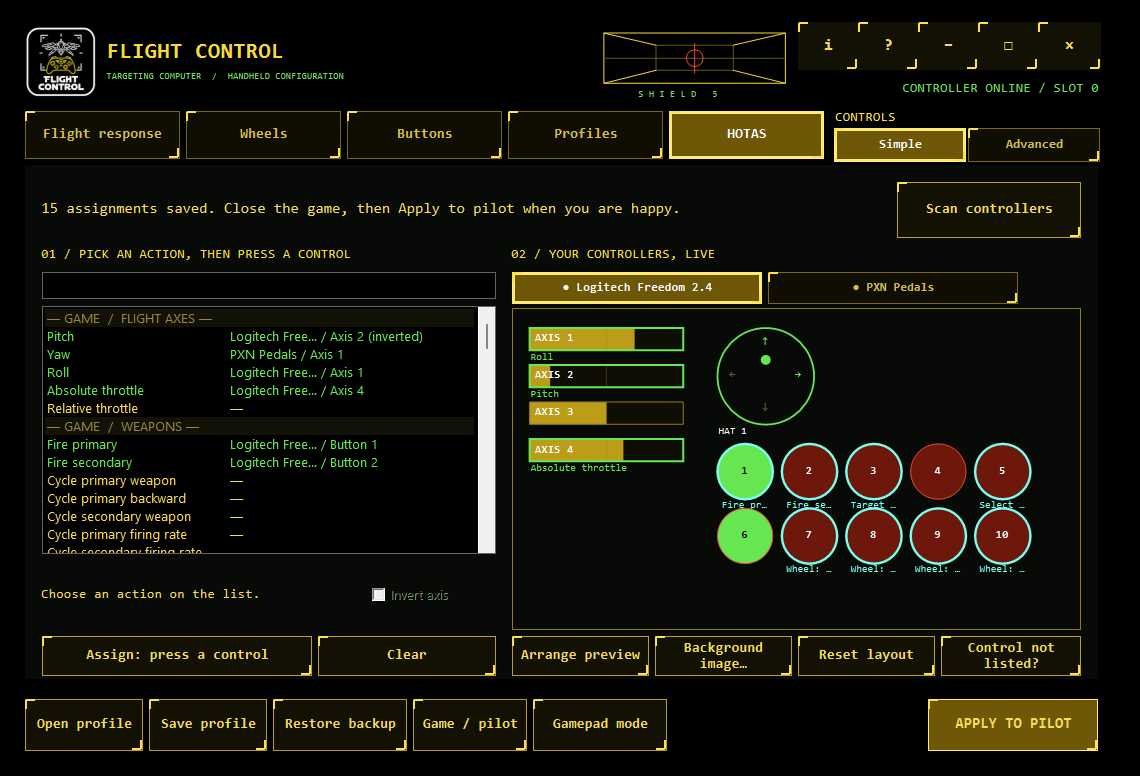 FLIGHT CONTROL
FLIGHT CONTROL
TARGETING COMPUTER / HANDHELD CONFIGURATION
SHIELD 5
i ? − □ ×
CONTROLLER ONLINE / SLOT 0
Flight response
Wheels
Buttons
Profiles
HOTAS
CONTROLS
Simple
Advanced
15 assignments saved. Close the game, then Apply to pilot when you are happy.
Scan controllers
01 / PICK AN ACTION, THEN PRESS A CONTROL
— GAME / FLIGHT AXES —
Pitch Logitech Free... / Axis 2 (inverted)
Yaw PXN Pedals / Axis 1
Roll Logitech Free... / Axis 1
Absolute throttle Logitech Free... / Axis 4
Relative throttle —
— GAME / WEAPONS —
Fire primary Logitech Free... / Button 1
Fire secondary Logitech Free... / Button 2
Cycle primary weapon —
Cycle primary backward —
Cycle secondary weapon —
Cycle primary firing rate —
Cycle secondary firing rate
Choose an action on the list.
Invert axis
Assign: press a control
Clear
02 / YOUR CONTROLLERS, LIVE
● Logitech Freedom 2.4
● PXN Pedals
AXIS 1
Roll
AXIS 2
Pitch
AXIS 3
AXIS 4
Absolute throttle
↑
← →
↓
HAT 1
1 2 3 4 5
Fire pr… Fire se… Target … Select …
6 7 8 9 10
Wheel: … Wheel: … Wheel: … Wheel: …
Arrange preview
Background
image…
Reset layout
Control not
listed?
Open profile
Save profile
Restore backup
Game / pilot
Gamepad mode
APPLY TO PILOT